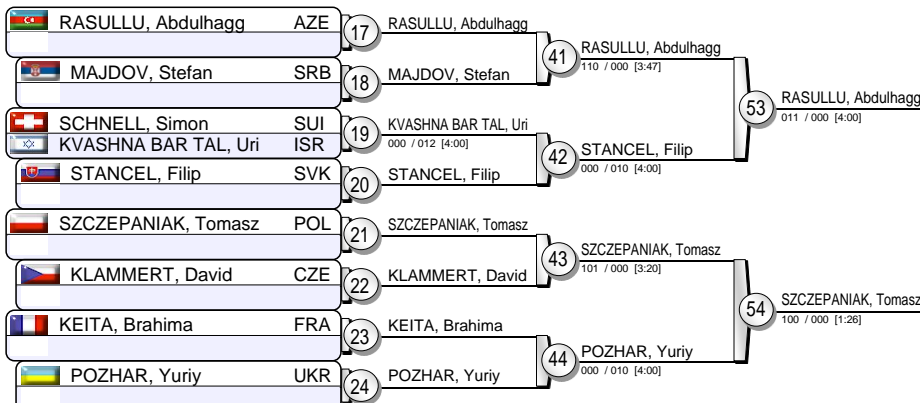 RASULLU, Abdulhagg AZE
MAJDOV, Stefan SRB
SCHNELL, Simon SUI
KVASHNA BAR TAL, Uri ISR
STANCEL, Filip SVK
SZCZEPANIAK, Tomasz POL
KLAMMERT, David CZE
KEITA, Brahima FRA
POZHAR, Yuriy UKR
17 RASULLU, Abdulhagg
18 MAJDOV, Stefan
19 KVASHNA BAR TAL, Uri
000 / 012 [4:00]
20 STANCEL, Filip
21 SZCZEPANIAK, Tomasz
22 KLAMMERT, David
23 KEITA, Brahima
24 POZHAR, Yuriy
41 RASULLU, Abdulhagg
110 / 000 [3:47]
42 STANCEL, Filip
000 / 010 [4:00]
43 SZCZEPANIAK, Tomasz
101 / 000 [3:20]
44 POZHAR, Yuriy
000 / 010 [4:00]
53 RASULLU, Abdulhagg
011 / 000 [4:00]
54 SZCZEPANIAK, Tomasz
100 / 000 [1:26]